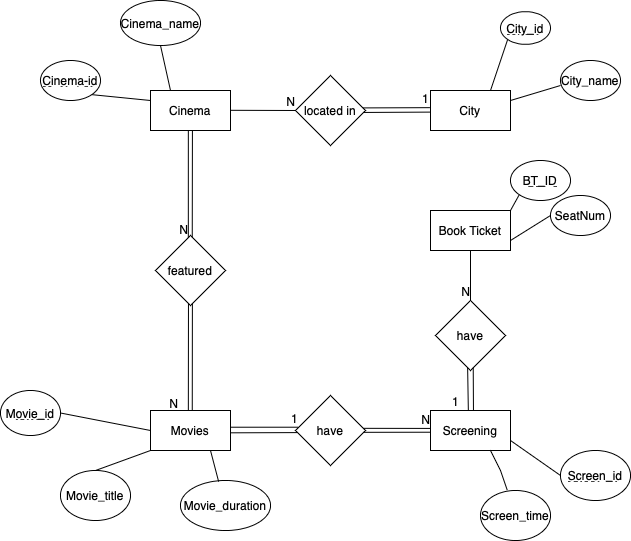 Cinema_name
City_id
Cinema-id
City_name
Cinema
N
located in
1
City
BT_ID
SeatNum
Book Ticket
N
featured
N
have
N
1
Movie_id
Movies
1
have
N
Screening
Movie_title
Movie_duration
Screen_id
Screen_time